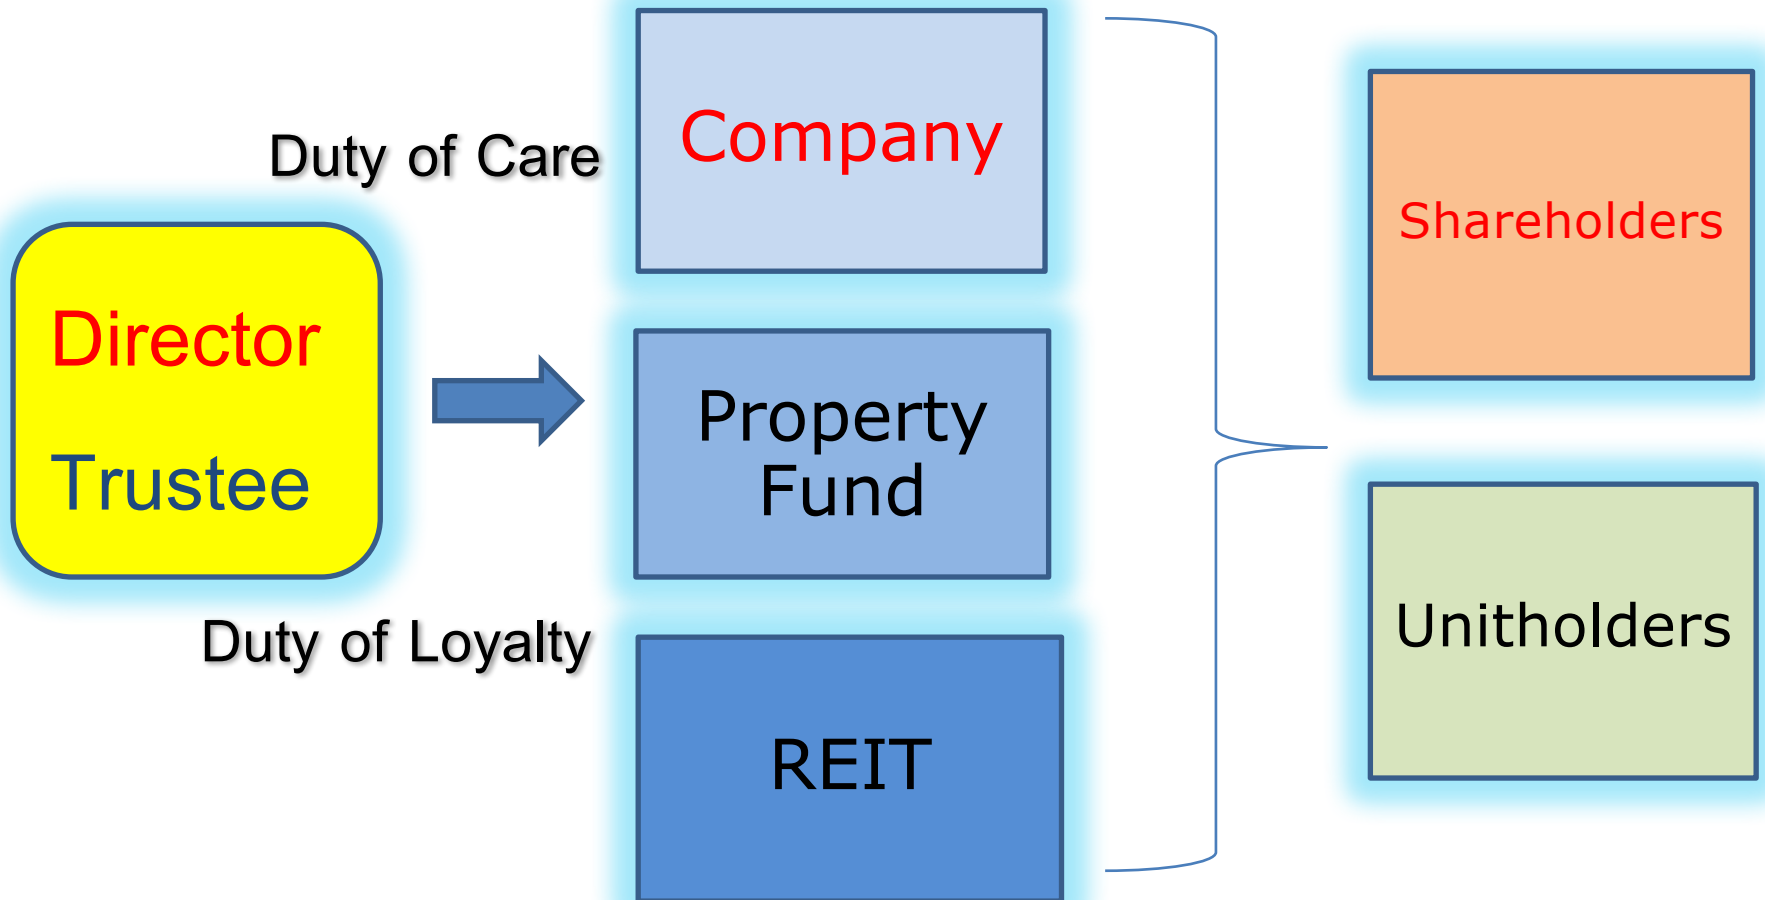 Duty of Care
Director
Trustee
Duty of Loyalty
Company
Property
Fund
REIT
Shareholders
Unitholders